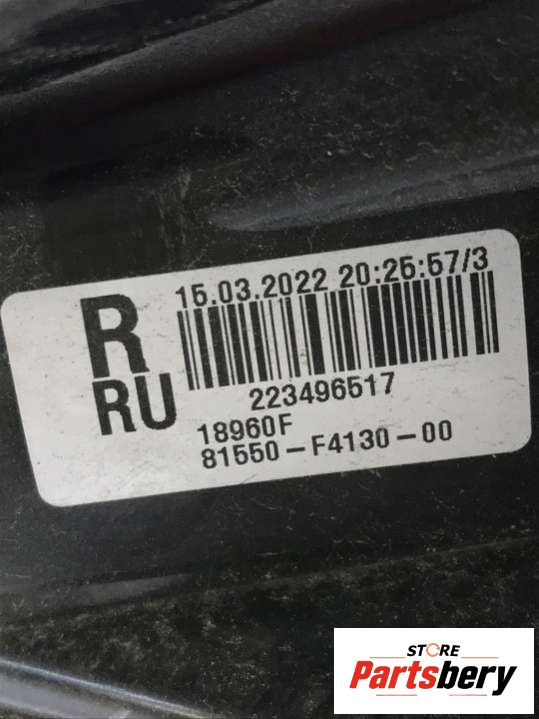 15.03.2022 20:25:57/3
R
RU
223496517
18960F
81550-F4130-00
STORE
Partsbery